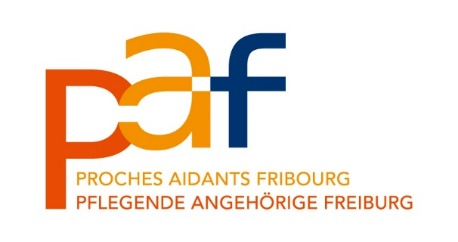 paf
PROCHES AIDANTS FRIBOURG
PFLEGENDE ANGEHÖRIGE FREIBURG